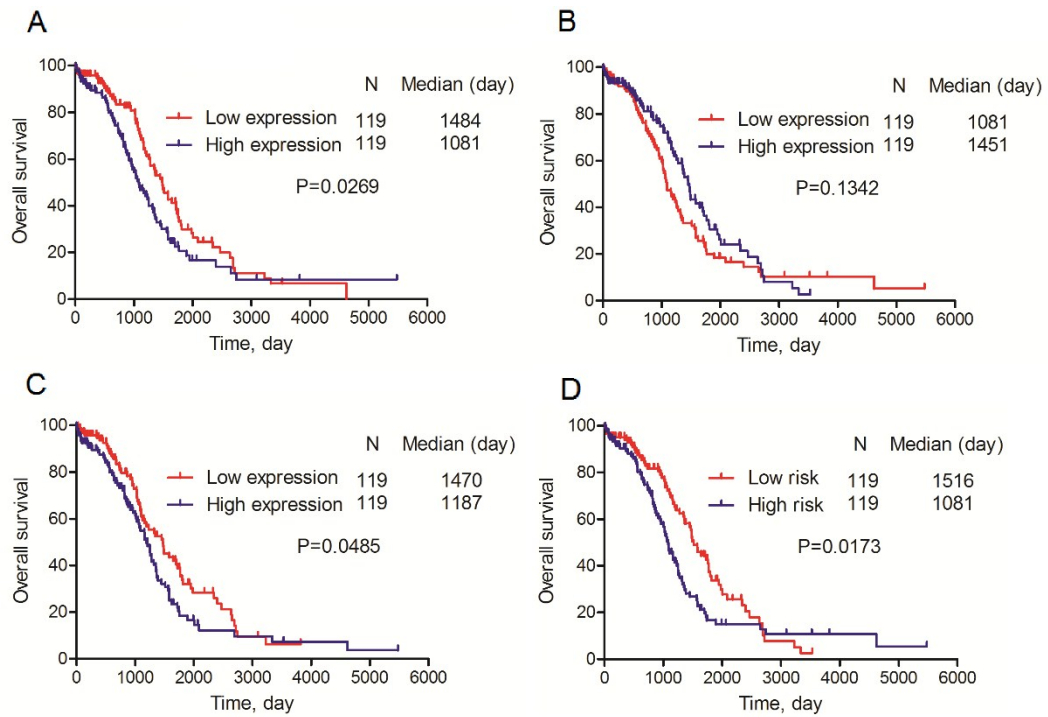 A
N Median (day)
Low expression 119 1484
High expression 119 1081
P=0.0269
Overall survival
100
80
60
40
20
0
0 1000 2000 3000 4000 5000 6000
Time, day
B
N Median (day)
Low expression 119 1081
High expression 119 1451
P=0.1342
Overall survival
100
80
60
40
20
0
0 1000 2000 3000 4000 5000 6000
Time, day
C
N Median (day)
Low expression 119 1470
High expression 119 1187
P=0.0485
Overall survival
100
80
60
40
20
0
0 1000 2000 3000 4000 5000 6000
Time, day
D
N Median (day)
Low risk 119 1516
High risk 119 1081
P=0.0173
Overall survival
100
80
60
40
20
0
0 1000 2000 3000 4000 5000 6000
Time, day